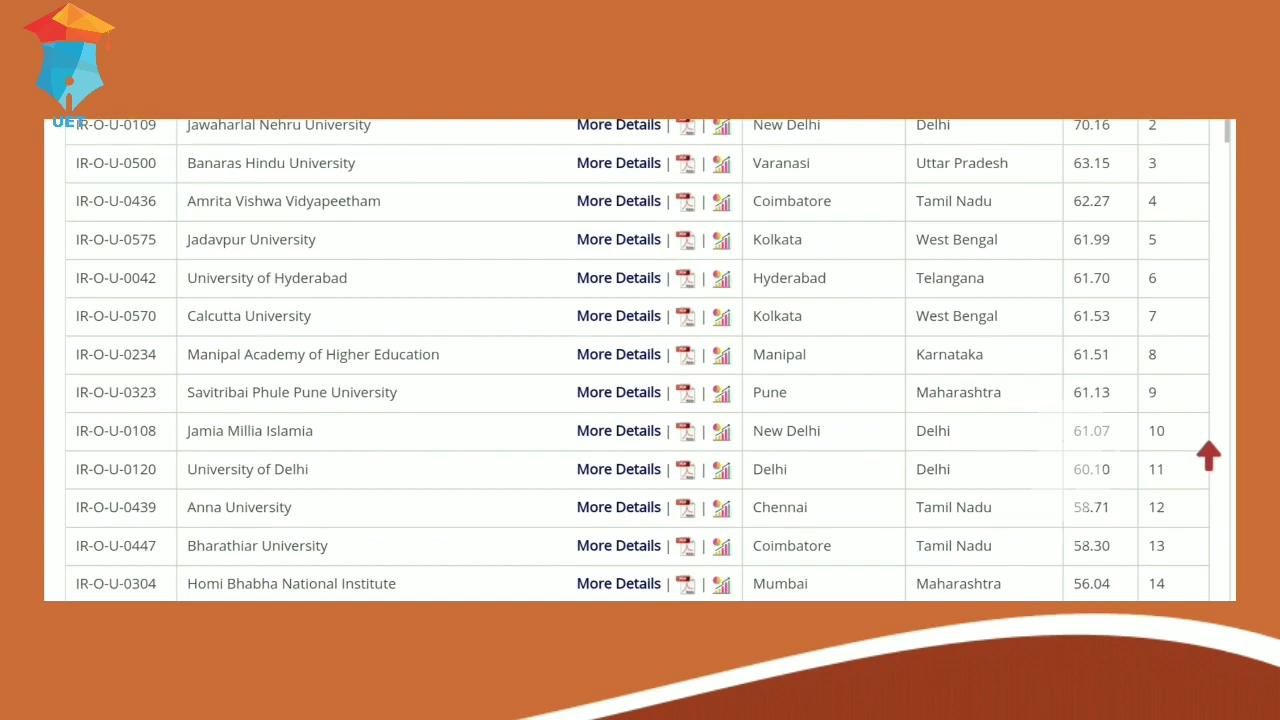 UET
IR-O-U-0109 Jawaharlal Nehru University More Details | | New Delhi Delhi 70.16 2
IR-O-U-0500 Banaras Hindu University More Details | | Varanasi Uttar Pradesh 63.15 3
IR-O-U-0436 Amrita Vishwa Vidyapeetham More Details | | Coimbatore Tamil Nadu 62.27 4
IR-O-U-0575 Jadavpur University More Details | | Kolkata West Bengal 61.99 5
IR-O-U-0042 University of Hyderabad More Details | | Hyderabad Telangana 61.70 6
IR-O-U-0570 Calcutta University More Details | | Kolkata West Bengal 61.53 7
IR-O-U-0234 Manipal Academy of Higher Education More Details | | Manipal Karnataka 61.51 8
IR-O-U-0323 Savitribai Phule Pune University More Details | | Pune Maharashtra 61.13 9
IR-O-U-0108 Jamia Millia Islamia More Details | | New Delhi Delhi 61.07 10
IR-O-U-0120 University of Delhi More Details | | Delhi Delhi 60.10 11
IR-O-U-0439 Anna University More Details | | Chennai Tamil Nadu 58.71 12
IR-O-U-0447 Bharathiar University More Details | | Coimbatore Tamil Nadu 58.30 13
IR-O-U-0304 Homi Bhabha National Institute More Details | | Mumbai Maharashtra 56.04 14